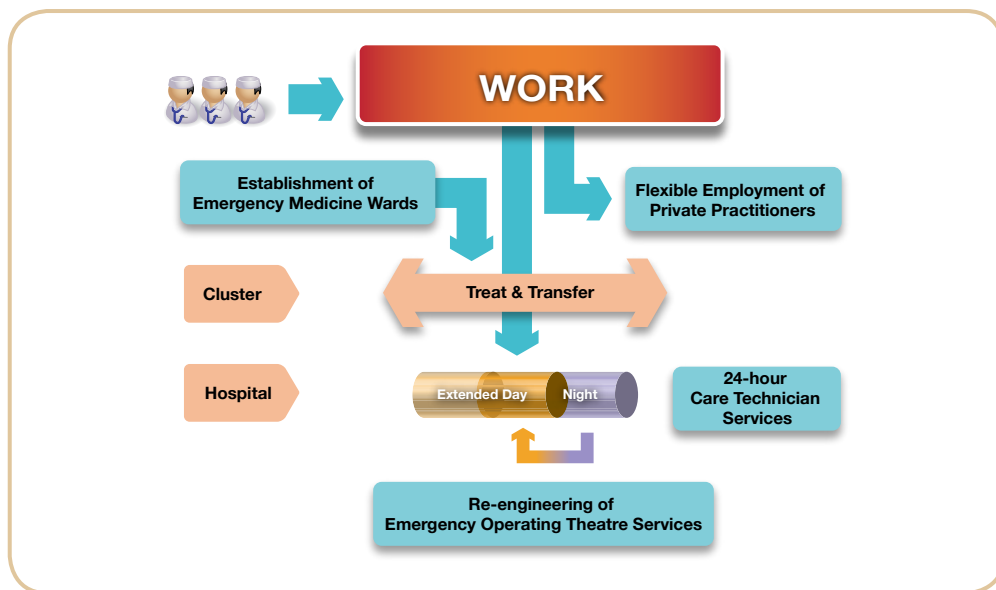 WORK
Establishment of
Emergency Medicine Wards
Flexible Employment of
Private Practitioners
Cluster
Treat & Transfer
Hospital
Extended Day
Night
24-hour
Care Technician
Services
Re-engineering of
Emergency Operating Theatre Services